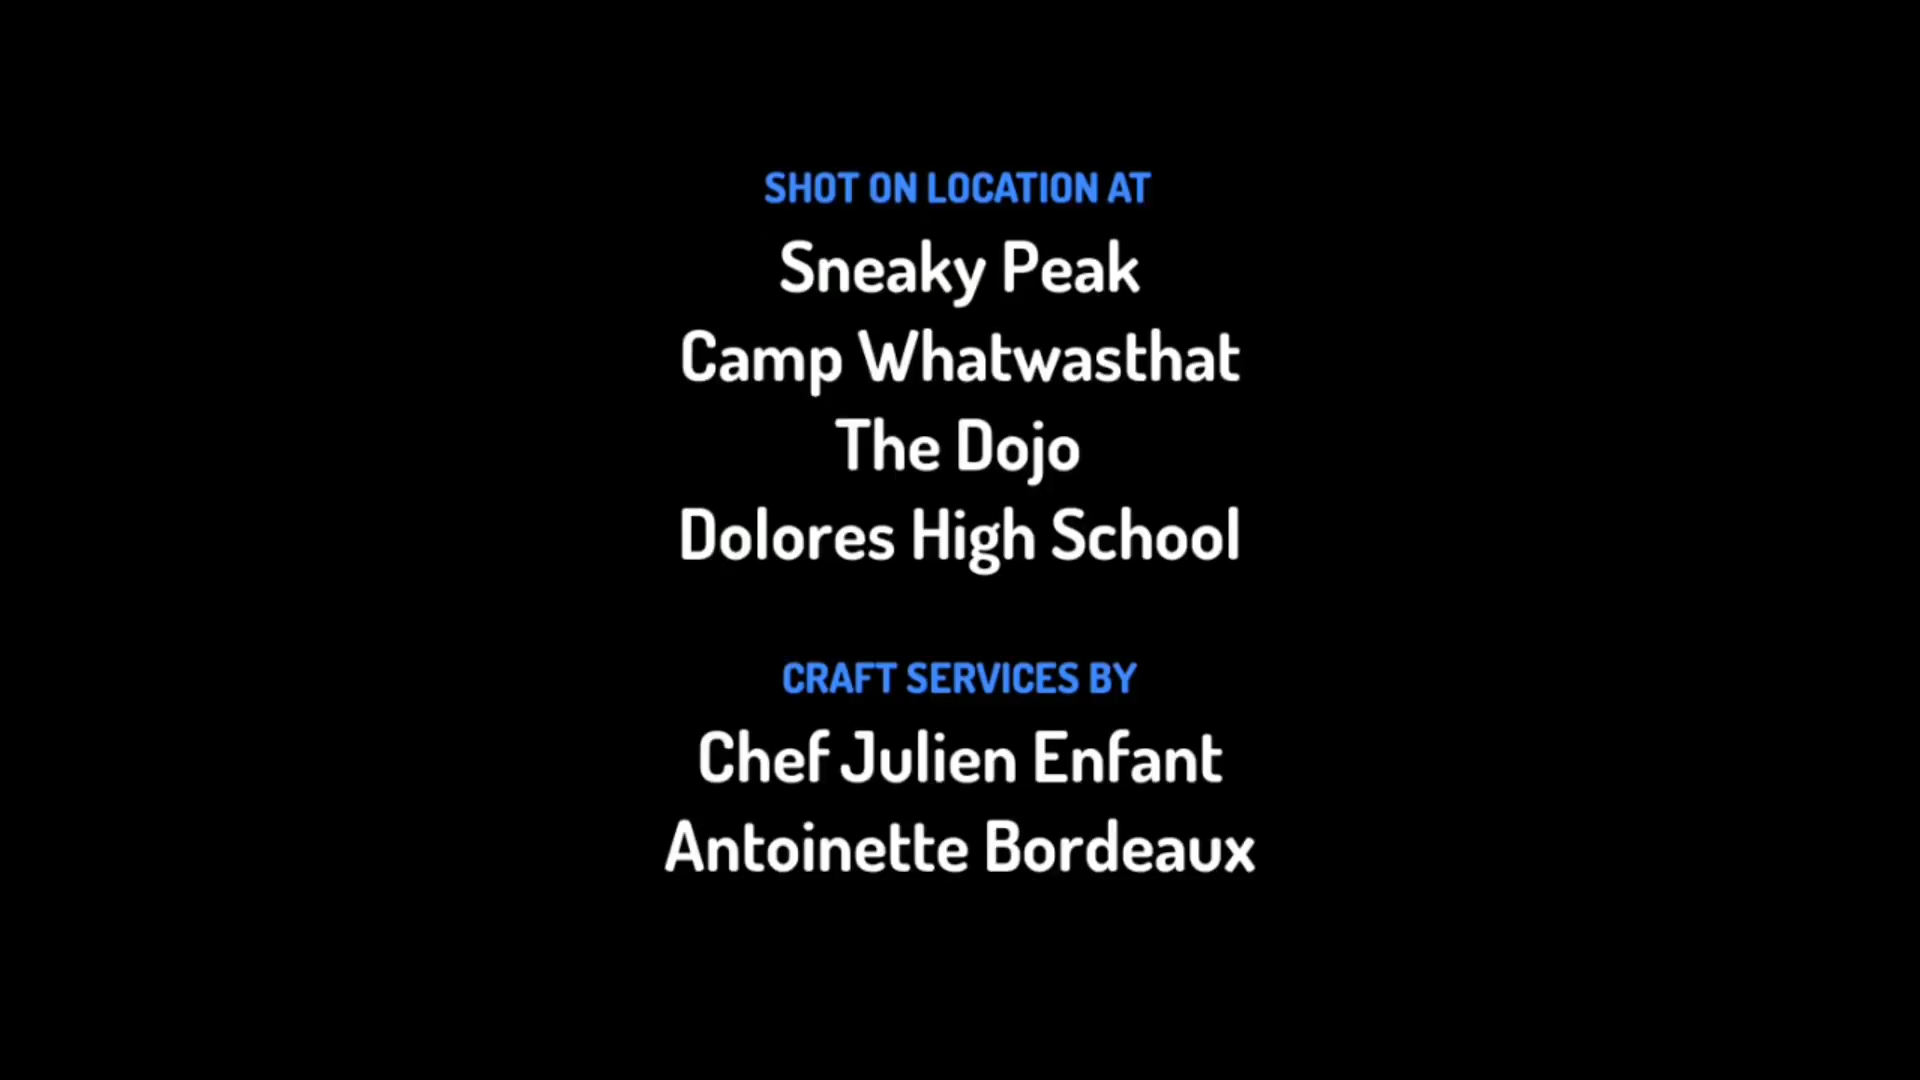 SHOT ON LOCATION AT
Sneaky Peak
Camp Whatwasthat
The Dojo
Dolores High School
CRAFT SERVICES BY
Chef Julien Enfant
Antoinette Bordeaux